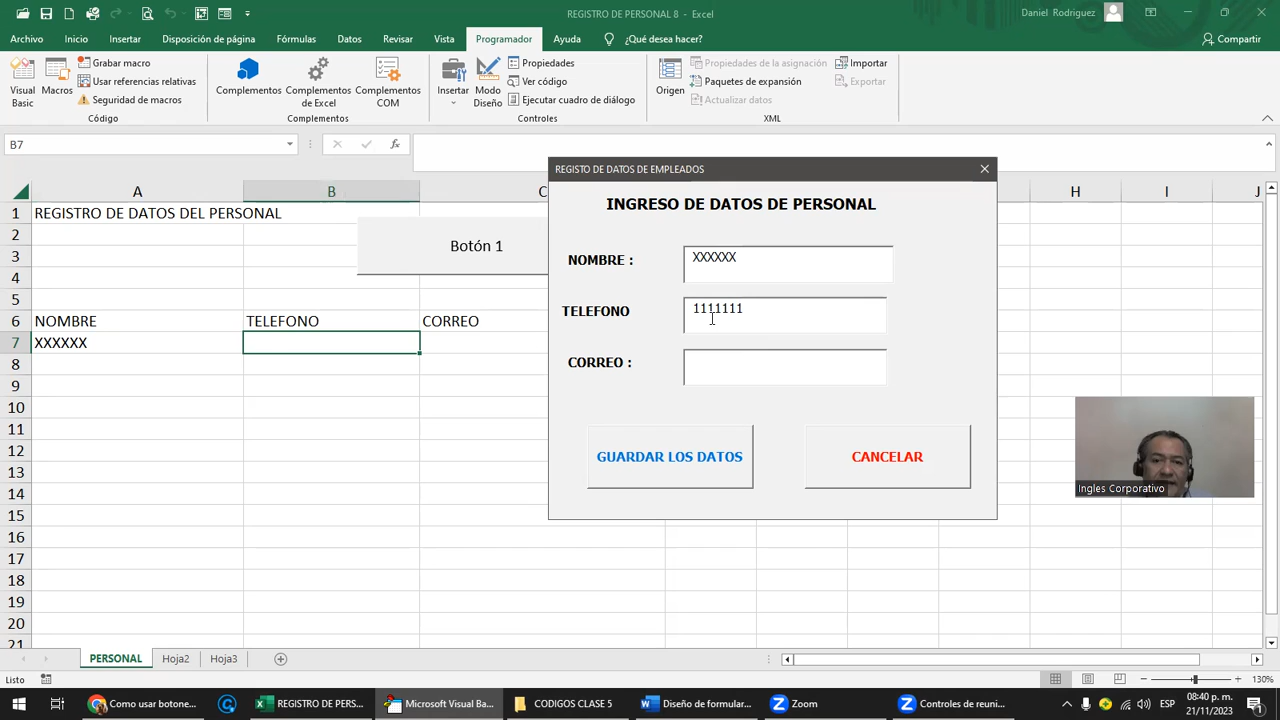 REGISTRO DE PERSONAL 8 - Excel
Daniel Rodriguez
Archivo Inicio Insertar Disposición de página Fórmulas Datos Revisar Vista Programador Ayuda ¿Qué desea hacer? Compartir
Visual Basic
Macros
Grabar macro
Usar referencias relativas
Seguridad de macros
Código
Complementos
Complementos de Excel
Complementos COM
Complementos
Insertar
Modo Diseño
Propiedades
Ver código
Ejecutar cuadro de diálogo
Controles
Origen
Propiedades de la asignación
Paquetes de expansión
Actualizar datos
Importar
Exportar
XML
B7
fx
A B C H I J
1 REGISTRO DE DATOS DEL PERSONAL
2
3
4
5
6 NOMBRE TELEFONO CORREO
7 XXXXXX
8
9
10
11
12
13
14
15
16
17
18
19
20
21
Botón 1
REGISTO DE DATOS DE EMPLEADOS
INGRESO DE DATOS DE PERSONAL
NOMBRE : XXXXXX
TELEFONO 1111111
CORREO :
GUARDAR LOS DATOS CANCELAR
Ingles Corporativo
PERSONAL Hoja2 Hoja3
Listo
130%
Como usar botone...
REGISTRO DE PERS...
Microsoft Visual Ba...
CODIGOS CLASE 5
Diseño de formular...
Zoom
Controles de reuni...
ESP
08:40 p. m.
21/11/2023